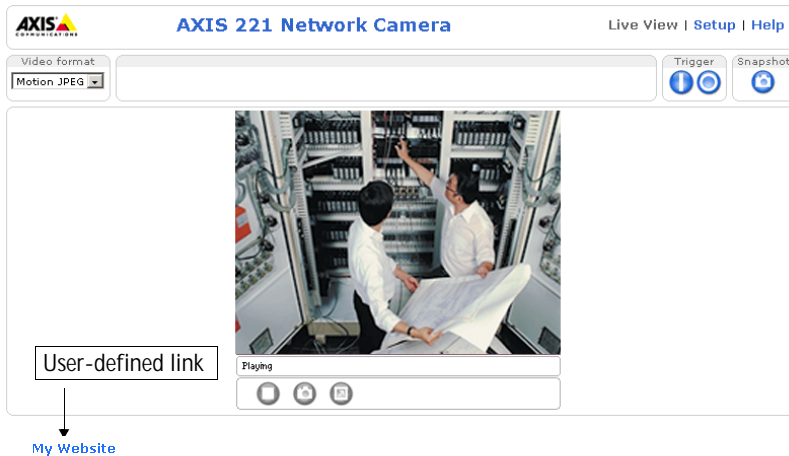 AXIS
COMMUNICATIONS
AXIS 221 Network Camera
Live View | Setup | Help
Video format
Motion JPEG
Trigger
Snapshot
Playing
User-defined link
My Website